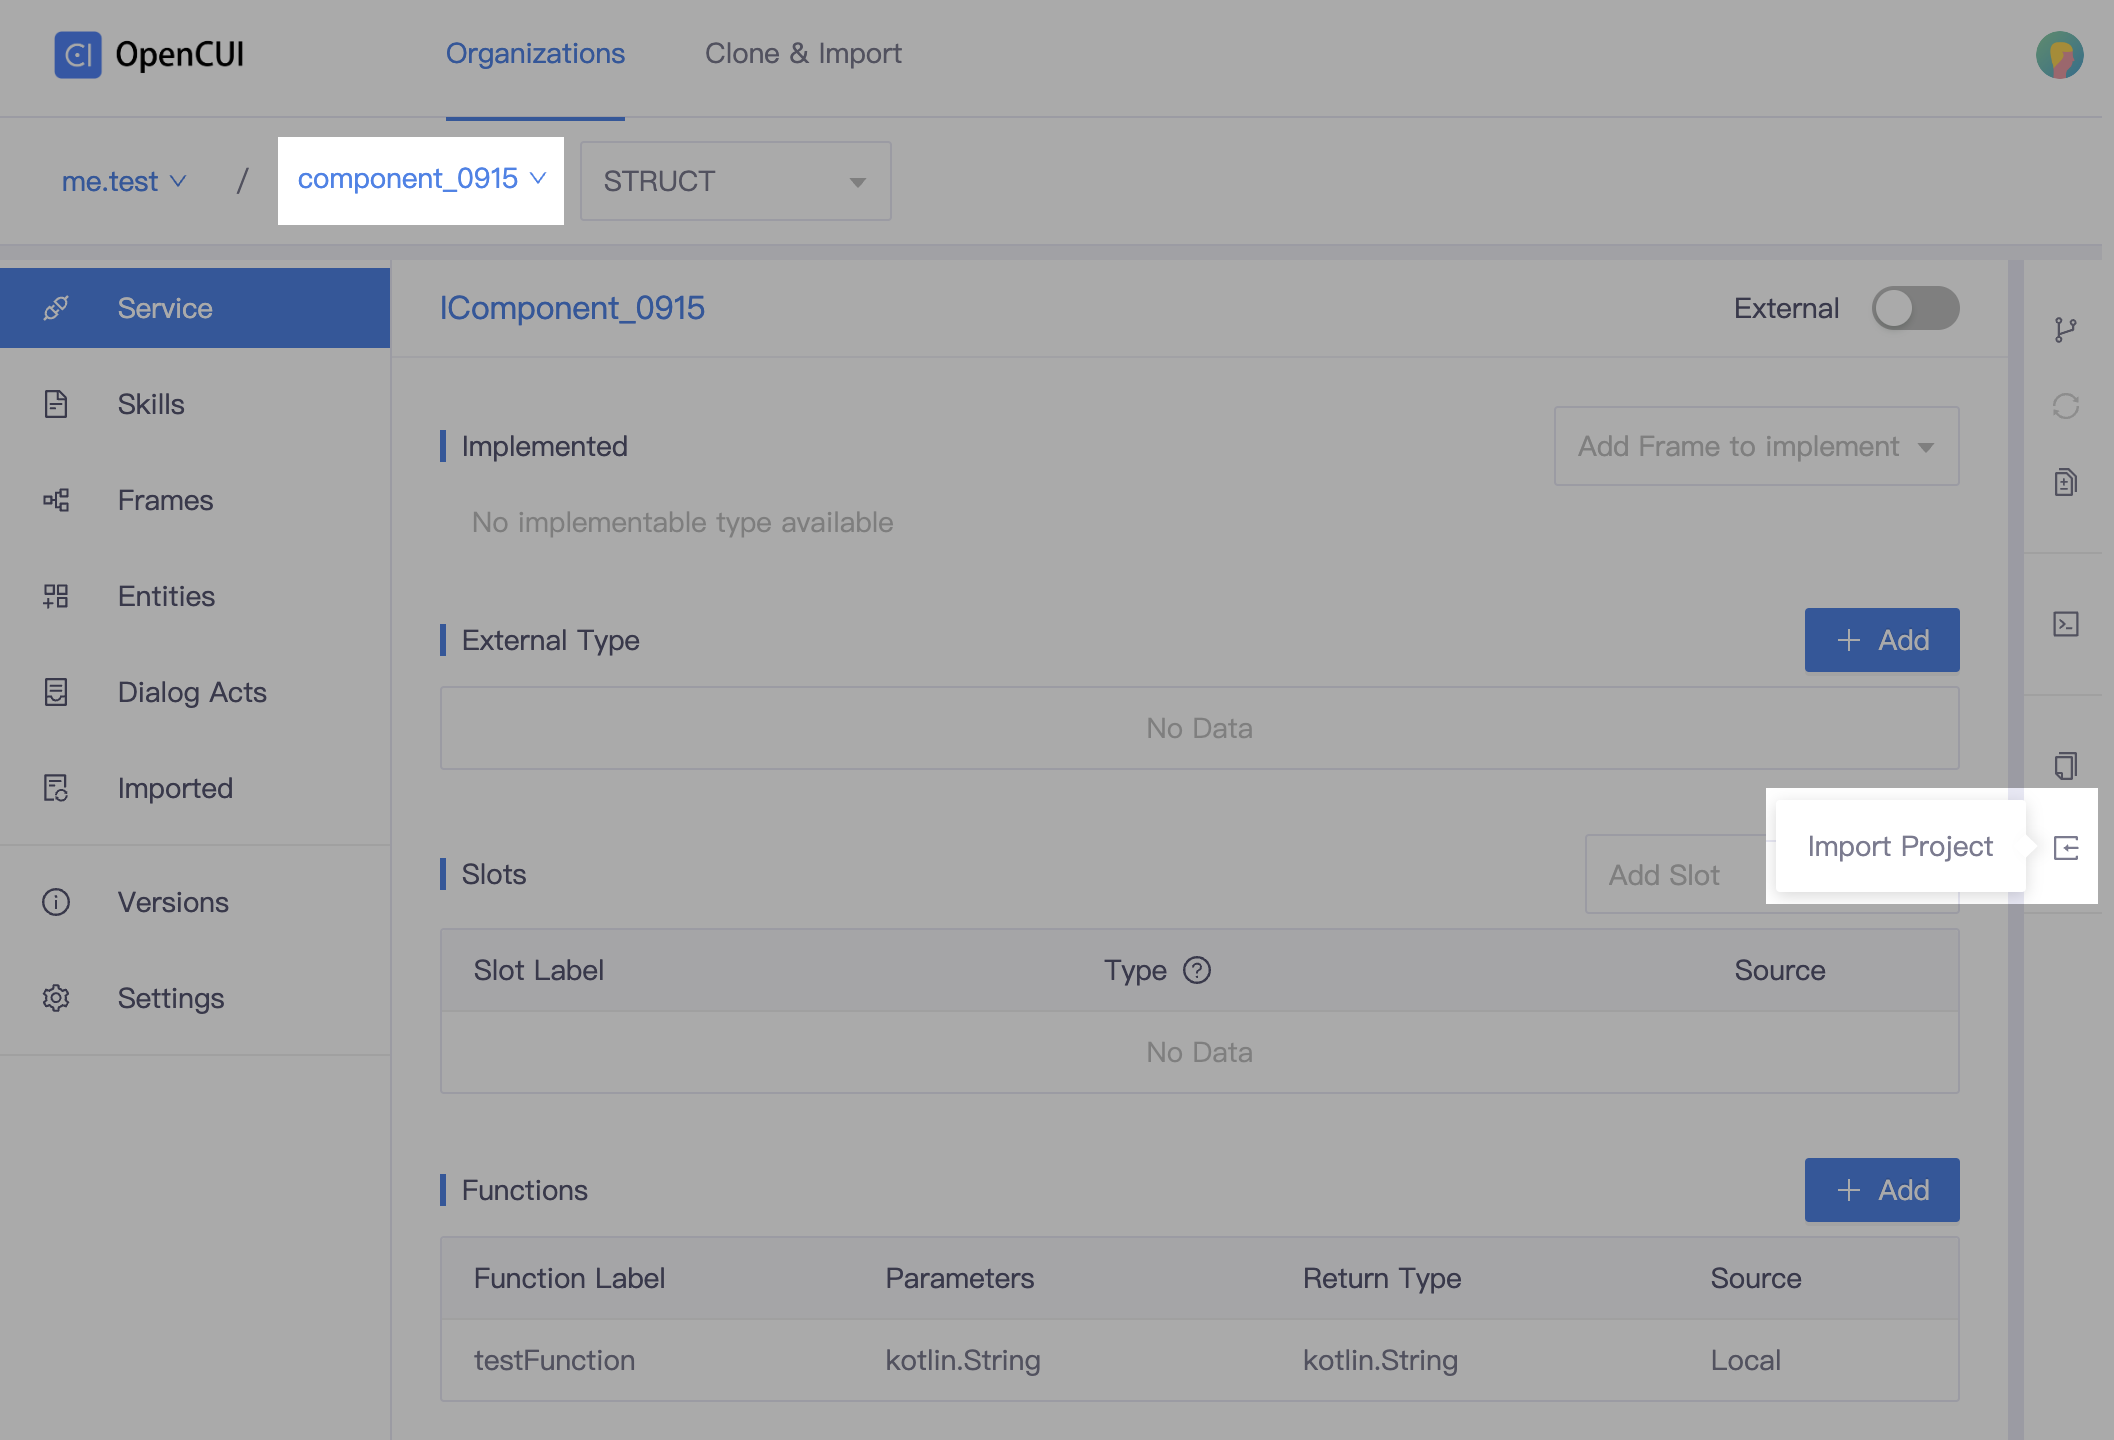 CI OpenCUI
Organizations
Clone & Import
me.test
/
component_0915
STRUCT
Service
Skills
Frames
Entities
Dialog Acts
Imported
Versions
Settings
IComponent_0915
External
Implemented
Add Frame to implement
No implementable type available
External Type
+ Add
No Data
Import Project
Slots
Add Slot
Slot Label Type ? Source
No Data
Functions
+ Add
Function Label Parameters Return Type Source
testFunction kotlin.String kotlin.String Local